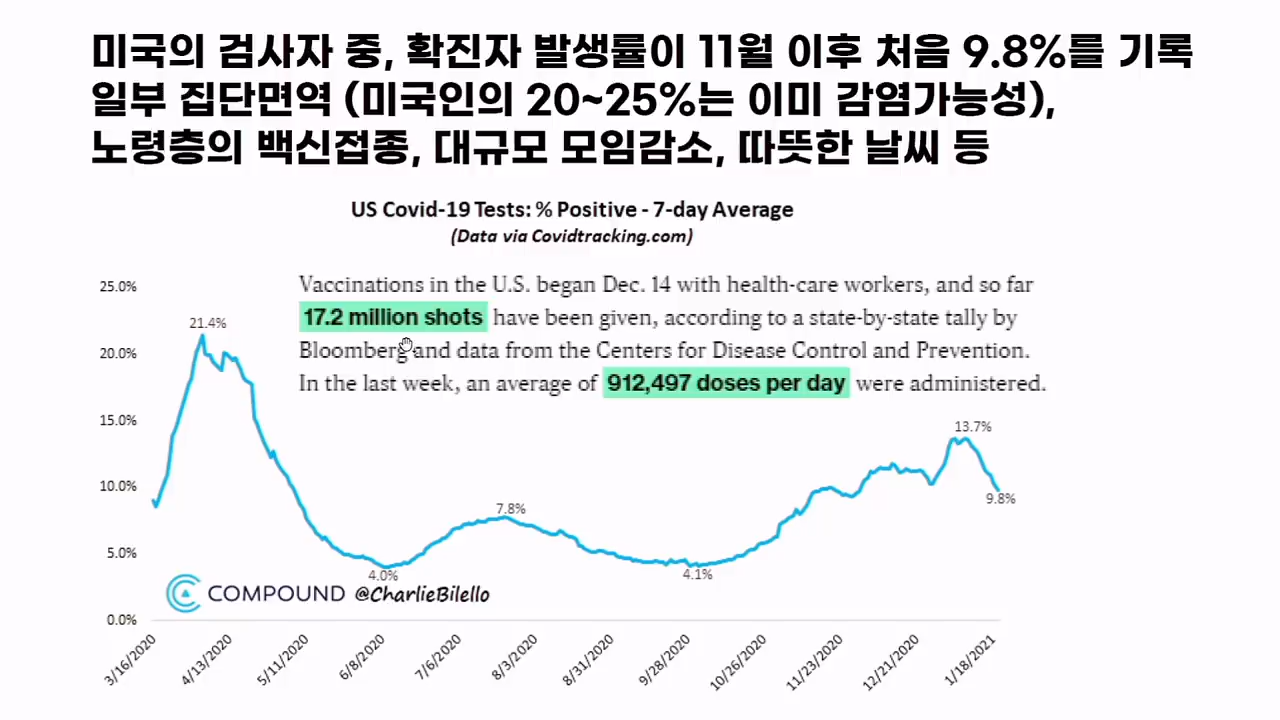 미국의 검사자 중, 확진자 발생률이 11월 이후 처음 9.8%를 기록
일부 집단면역 (미국인의 20~25%는 이미 감염가능성),
노령층의 백신접종, 대규모 모임감소, 따뜻한 날씨 등
US Covid-19 Tests: % Positive - 7-day Average
(Data via Covidtracking.com)
Vaccinations in the U.S. began Dec. 14 with health-care workers, and so far
17.2 million shots have been given, according to a state-by-state tally by
Bloomberg and data from the Centers for Disease Control and Prevention.
In the last week, an average of 912,497 doses per day were administered.
25.0%
20.0%
15.0%
10.0%
5.0%
0.0%
21.4%
4.0%
7.8%
4.1%
13.7%
9.8%
COMPOUND @CharlieBilello
3/16/2020
4/13/2020
5/11/2020
6/8/2020
7/6/2020
8/3/2020
8/31/2020
9/28/2020
10/26/2020
11/23/2020
12/21/2020
1/18/2021